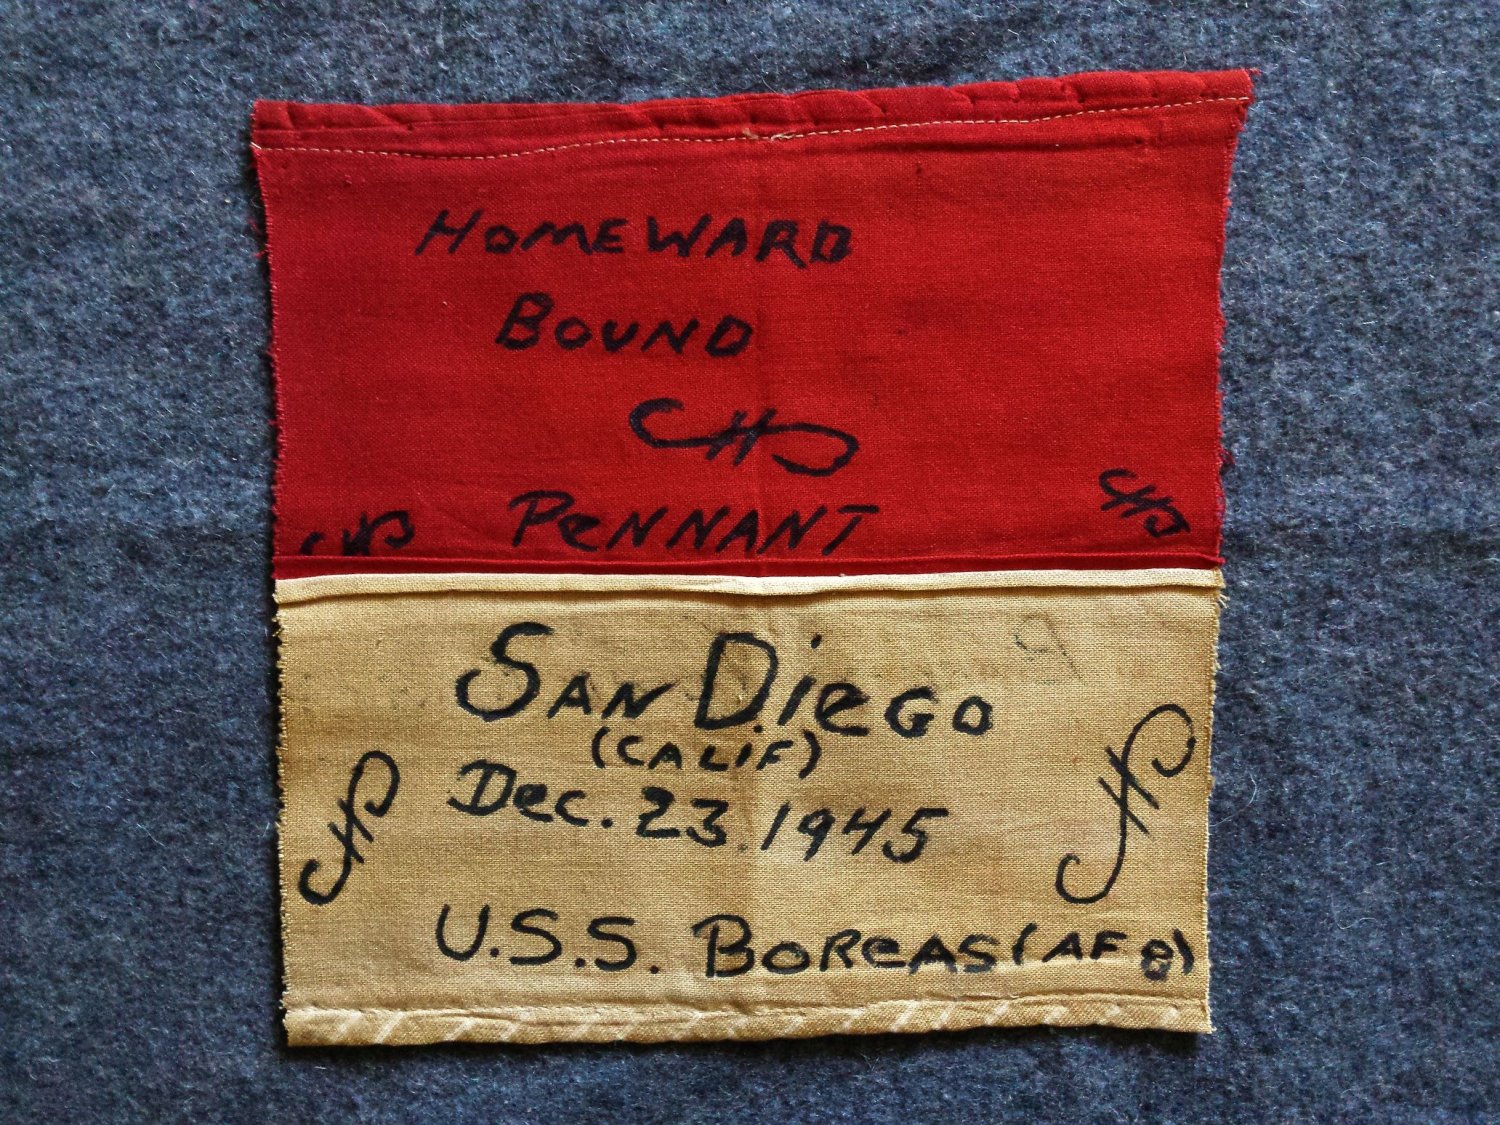 HOMEWARD
BOUND
PENNANT
SAN DIEGO
(CALIF)
DEC. 23. 1945
U.S.S. BOREAS (AF 8)